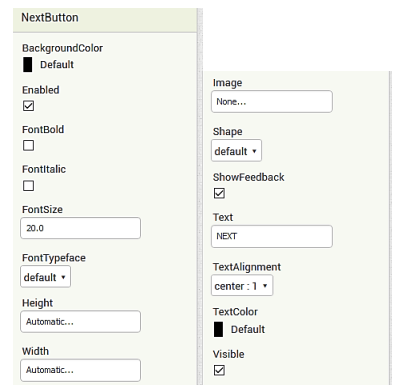 NextButton
BackgroundColor
Default
Enabled
FontBold
FontItalic
FontSize
20.0
FontTypeface
default
Height
Automatic...
Width
Automatic...
Image
None...
Shape
default
ShowFeedback
Text
NEXT
TextAlignment
center : 1
TextColor
Default
Visible